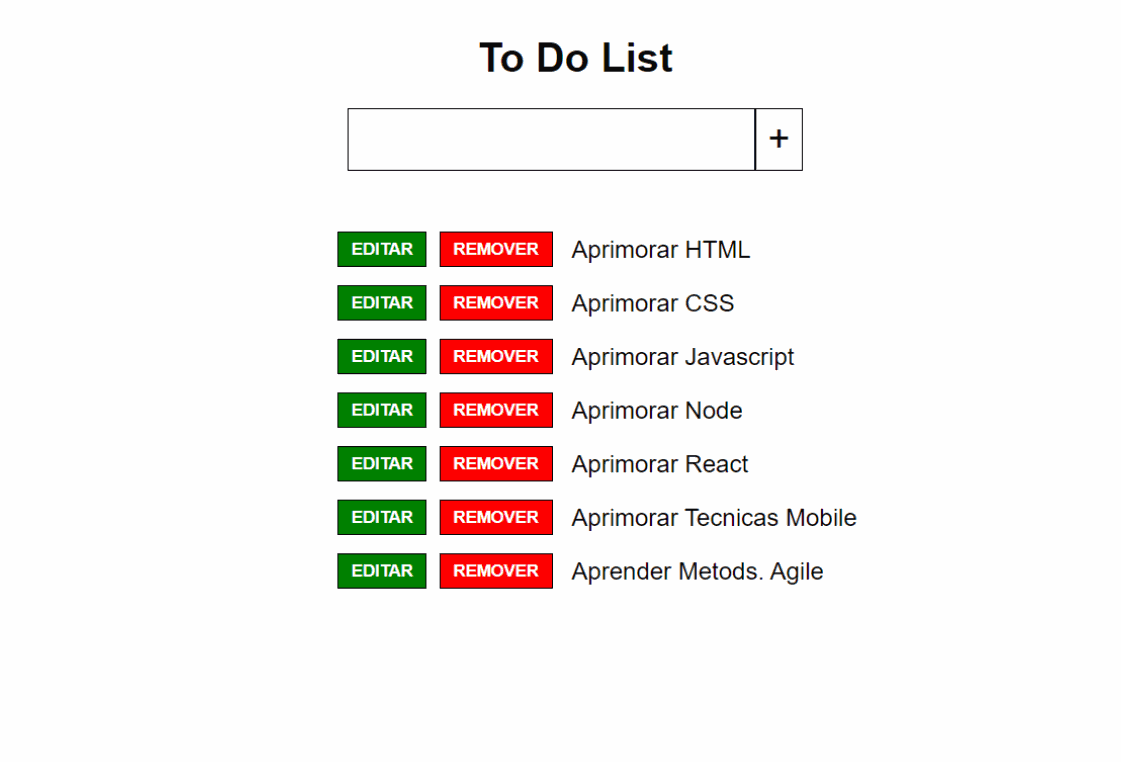 To Do List
+
EDITAR REMOVER Aprimorar HTML
EDITAR REMOVER Aprimorar CSS
EDITAR REMOVER Aprimorar Javascript
EDITAR REMOVER Aprimorar Node
EDITAR REMOVER Aprimorar React
EDITAR REMOVER Aprimorar Tecnicas Mobile
EDITAR REMOVER Aprender Metods. Agile